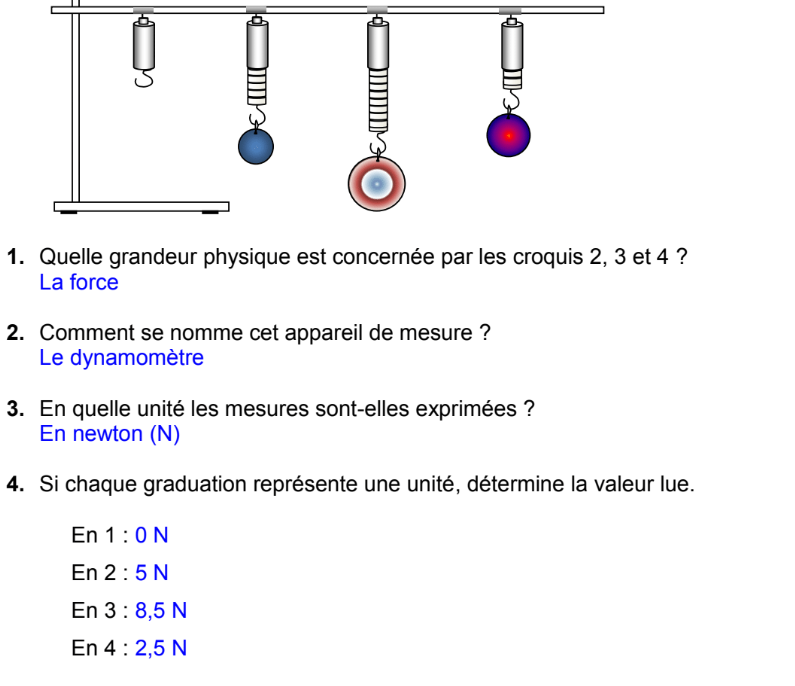 1. Quelle grandeur physique est concernée par les croquis 2, 3 et 4 ?
La force
2. Comment se nomme cet appareil de mesure ?
Le dynamomètre
3. En quelle unité les mesures sont-elles exprimées ?
En newton (N)
4. Si chaque graduation représente une unité, détermine la valeur lue.
En 1 : 0 N
En 2 : 5 N
En 3 : 8,5 N
En 4 : 2,5 N